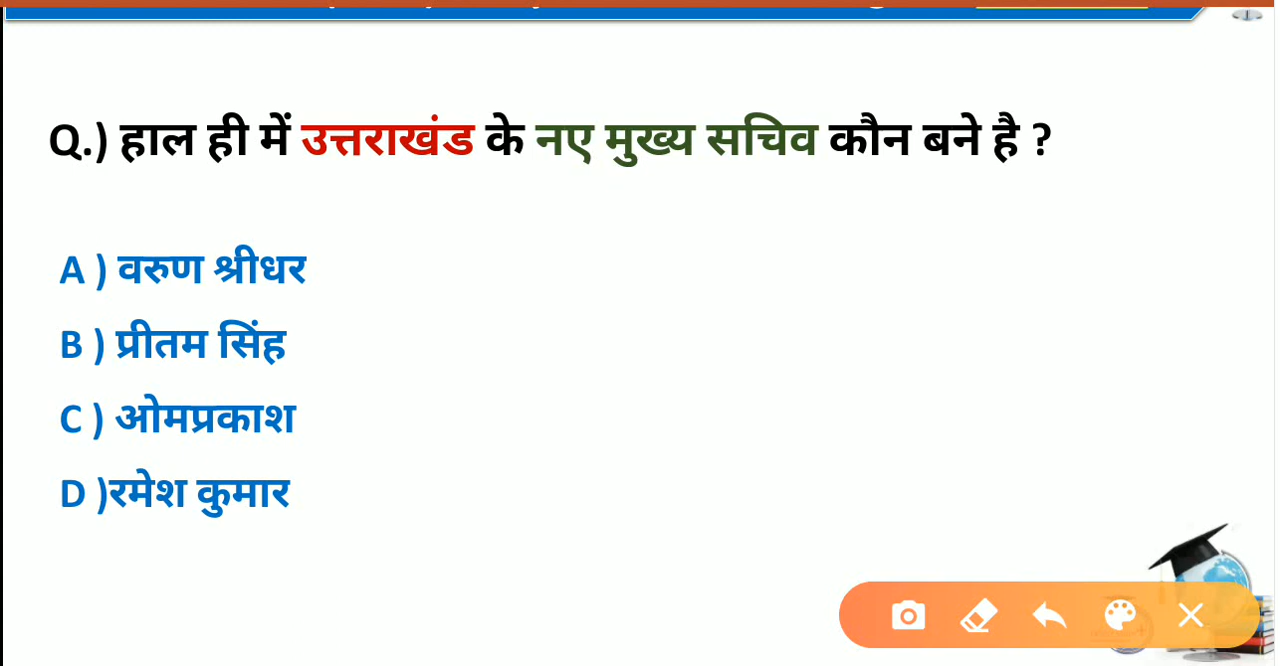 Q.) हाल ही में उत्तराखंड के नए मुख्य सचिव कौन बने है ?
A ) वरुण श्रीधर
B ) प्रीतम सिंह
C ) ओमप्रकाश
D )रमेश कुमार